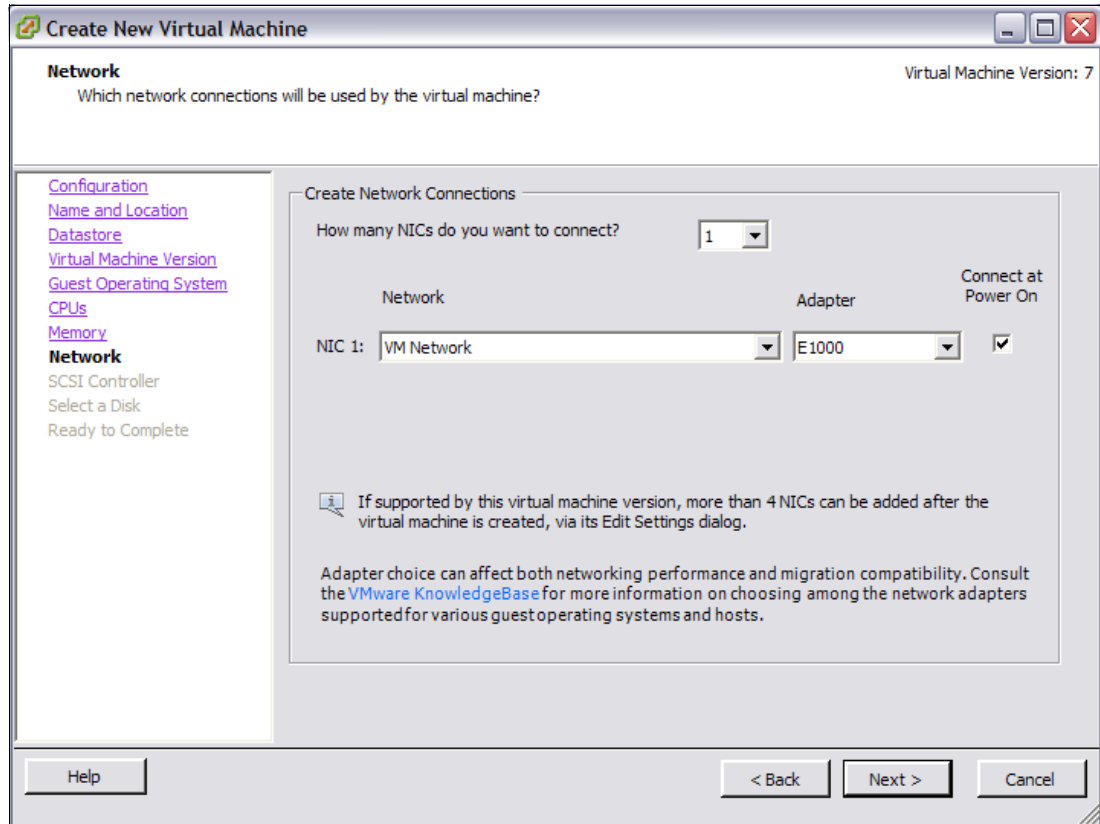 Create New Virtual Machine
Network
Virtual Machine Version: 7
Which network connections will be used by the virtual machine?
Configuration
Name and Location
Datastore
Virtual Machine Version
Guest Operating System
CPUs
Memory
Network
SCSI Controller
Select a Disk
Ready to Complete
Create Network Connections
How many NICs do you want to connect? 1
Network Adapter Connect at
Power On
NIC 1: VM Network E1000
If supported by this virtual machine version, more than 4 NICs can be added after the
virtual machine is created, via its Edit Settings dialog.
Adapter choice can affect both networking performance and migration compatibility. Consult
the VMware KnowledgeBase for more information on choosing among the network adapters
supported for various guest operating systems and hosts.
Help < Back Next > Cancel